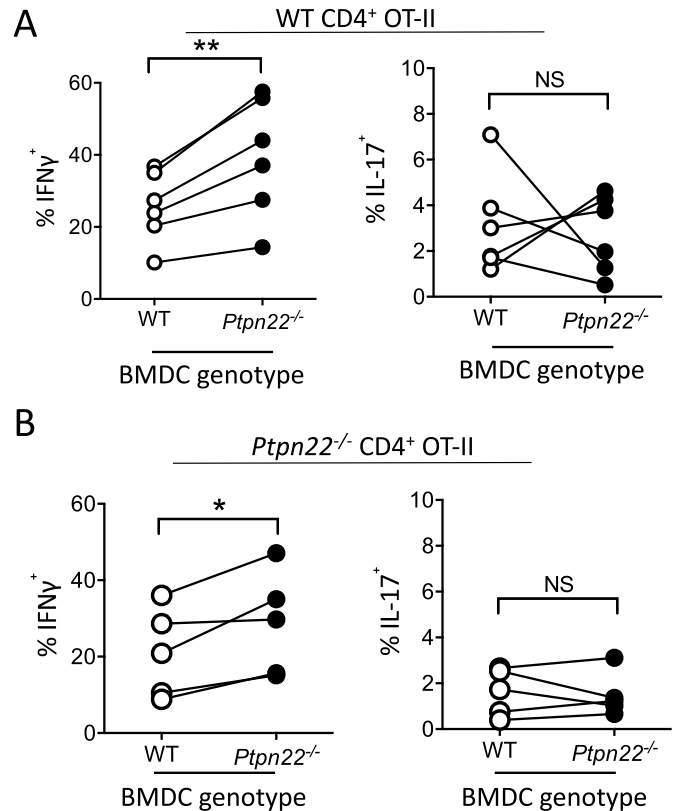 A
WT CD4⁺ OT-II
**
NS
% IFNγ⁺
60
40
20
0
WT
Ptpn22⁻/⁻
BMDC genotype
% IL-17⁺
10
8
6
4
2
0
WT
Ptpn22⁻/⁻
BMDC genotype
B
Ptpn22⁻/⁻ CD4⁺ OT-II
*
NS
% IFNγ⁺
60
40
20
0
WT
Ptpn22⁻/⁻
BMDC genotype
% IL-17⁺
10
8
6
4
2
0
WT
Ptpn22⁻/⁻
BMDC genotype